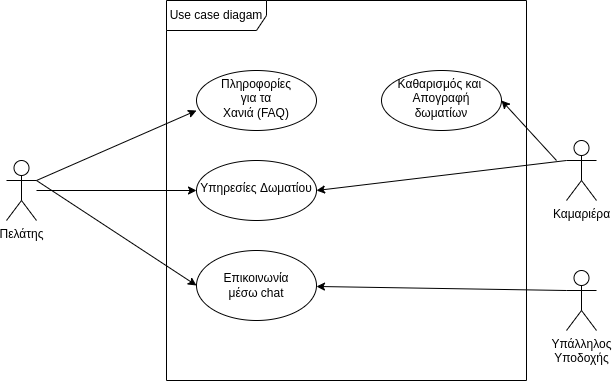 Use case diagam
Πληροφορίες
για τα
Χανιά (FAQ)
Καθαρισμός και
Απογραφή
δωματίων
Υπηρεσίες Δωματίου
Επικοινωνία
μέσω chat
Πελάτης
Καμαριέρα
Υπάλληλος
Υποδοχής